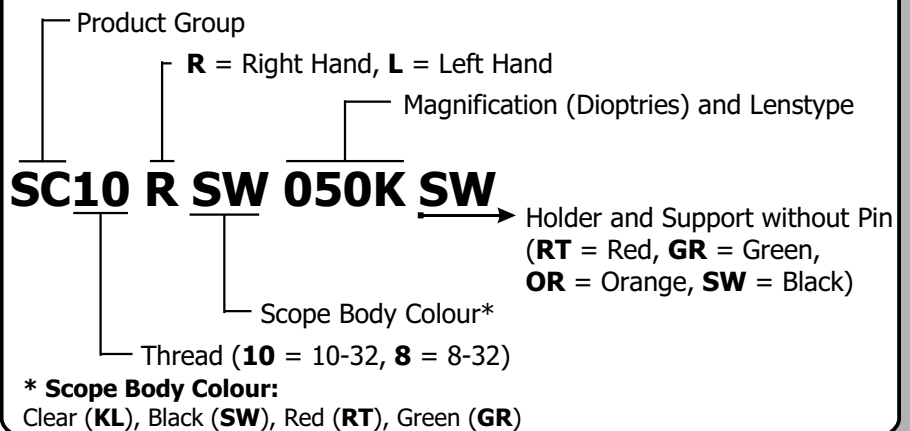 Product Group
R = Right Hand, L = Left Hand
Magnification (Dioptries) and Lenstype
SC10 R SW 050K SW
Holder and Support without Pin
(RT = Red, GR = Green,
OR = Orange, SW = Black)
Scope Body Colour*
Thread (10 = 10-32, 8 = 8-32)
* Scope Body Colour:
Clear (KL), Black (SW), Red (RT), Green (GR)